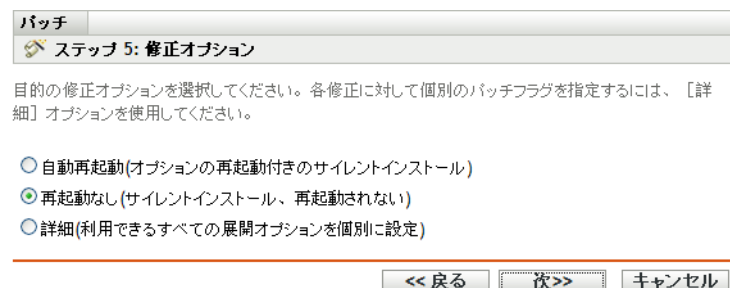 パッチ
ステップ 5: 修正オプション
目的の修正オプションを選択してください。各修正に対して個別のパッチフラグを指定するには、［詳
細］オプションを使用してください。
自動再起動(オプションの再起動付きのサイレントインストール)
再起動なし(サイレントインストール、再起動されない)
詳細(利用できるすべての展開オプションを個別に設定)
<< 戻る 次>> キャンセル